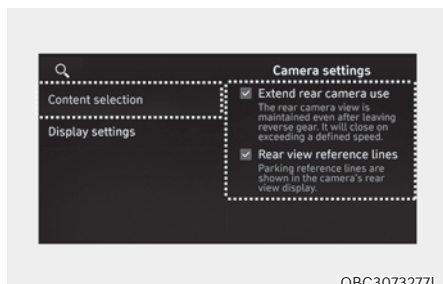 Camera settings
Content selection
Display settings
Extend rear camera use
The rear camera view is
maintained even after leaving
reverse gear. It will close on
exceeding a defined speed.
Rear view reference lines
Parking reference lines are
shown in the camera's rear
view display.
OBC3073277L